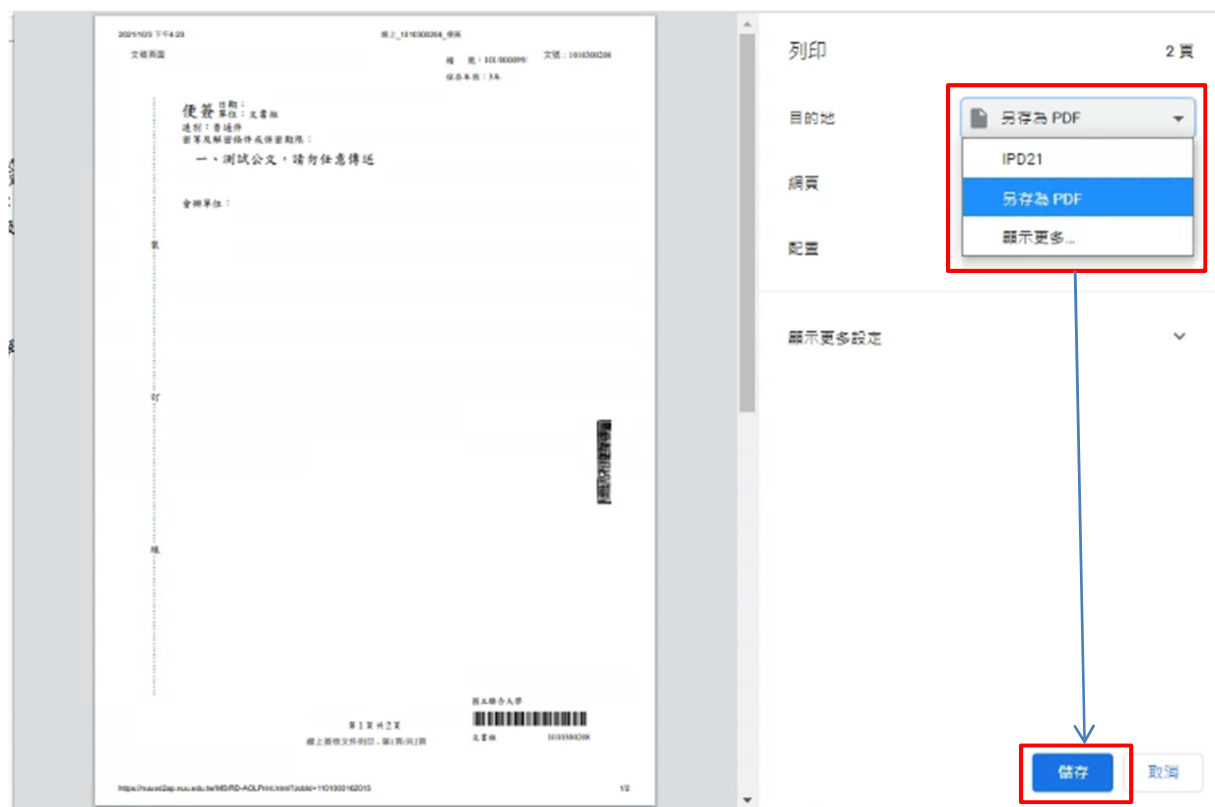 2021/10/3 下午4:23
線上_1010300208_便簽
文稿頁面
檔 號：101/000099/
文號：1010300208
保存年限：3年
便簽 日期：
單位：文書組
速別：普通件
密等及解密條件或保密期限：
一、測試公文，請勿任意傳送
會辦單位：
裝
訂
線
國立聯合大學
第1頁 共2頁
線上簽核文件列印 - 第1頁/共2頁
文書組
1010300208
1/2
列印
2 頁
目的地
另存為 PDF
IPD21
另存為 PDF
顯示更多...
網頁
配置
顯示更多設定
儲存
取消